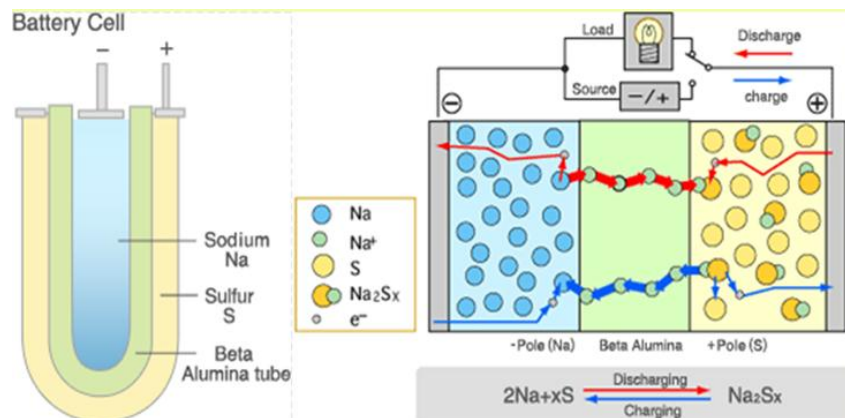 Battery Cell
− +
Sodium
Na
Sulfur
S
Beta
Alumina tube
Load
Discharge
Source
−/+
charge
⊖
⊕
Na
Na⁺
S
Na₂Sx
e⁻
e⁻
e⁻
e⁻
e⁻
-Pole (Na) Beta Alumina +Pole (S)
Discharging
2Na+xS Na₂Sx
Charging